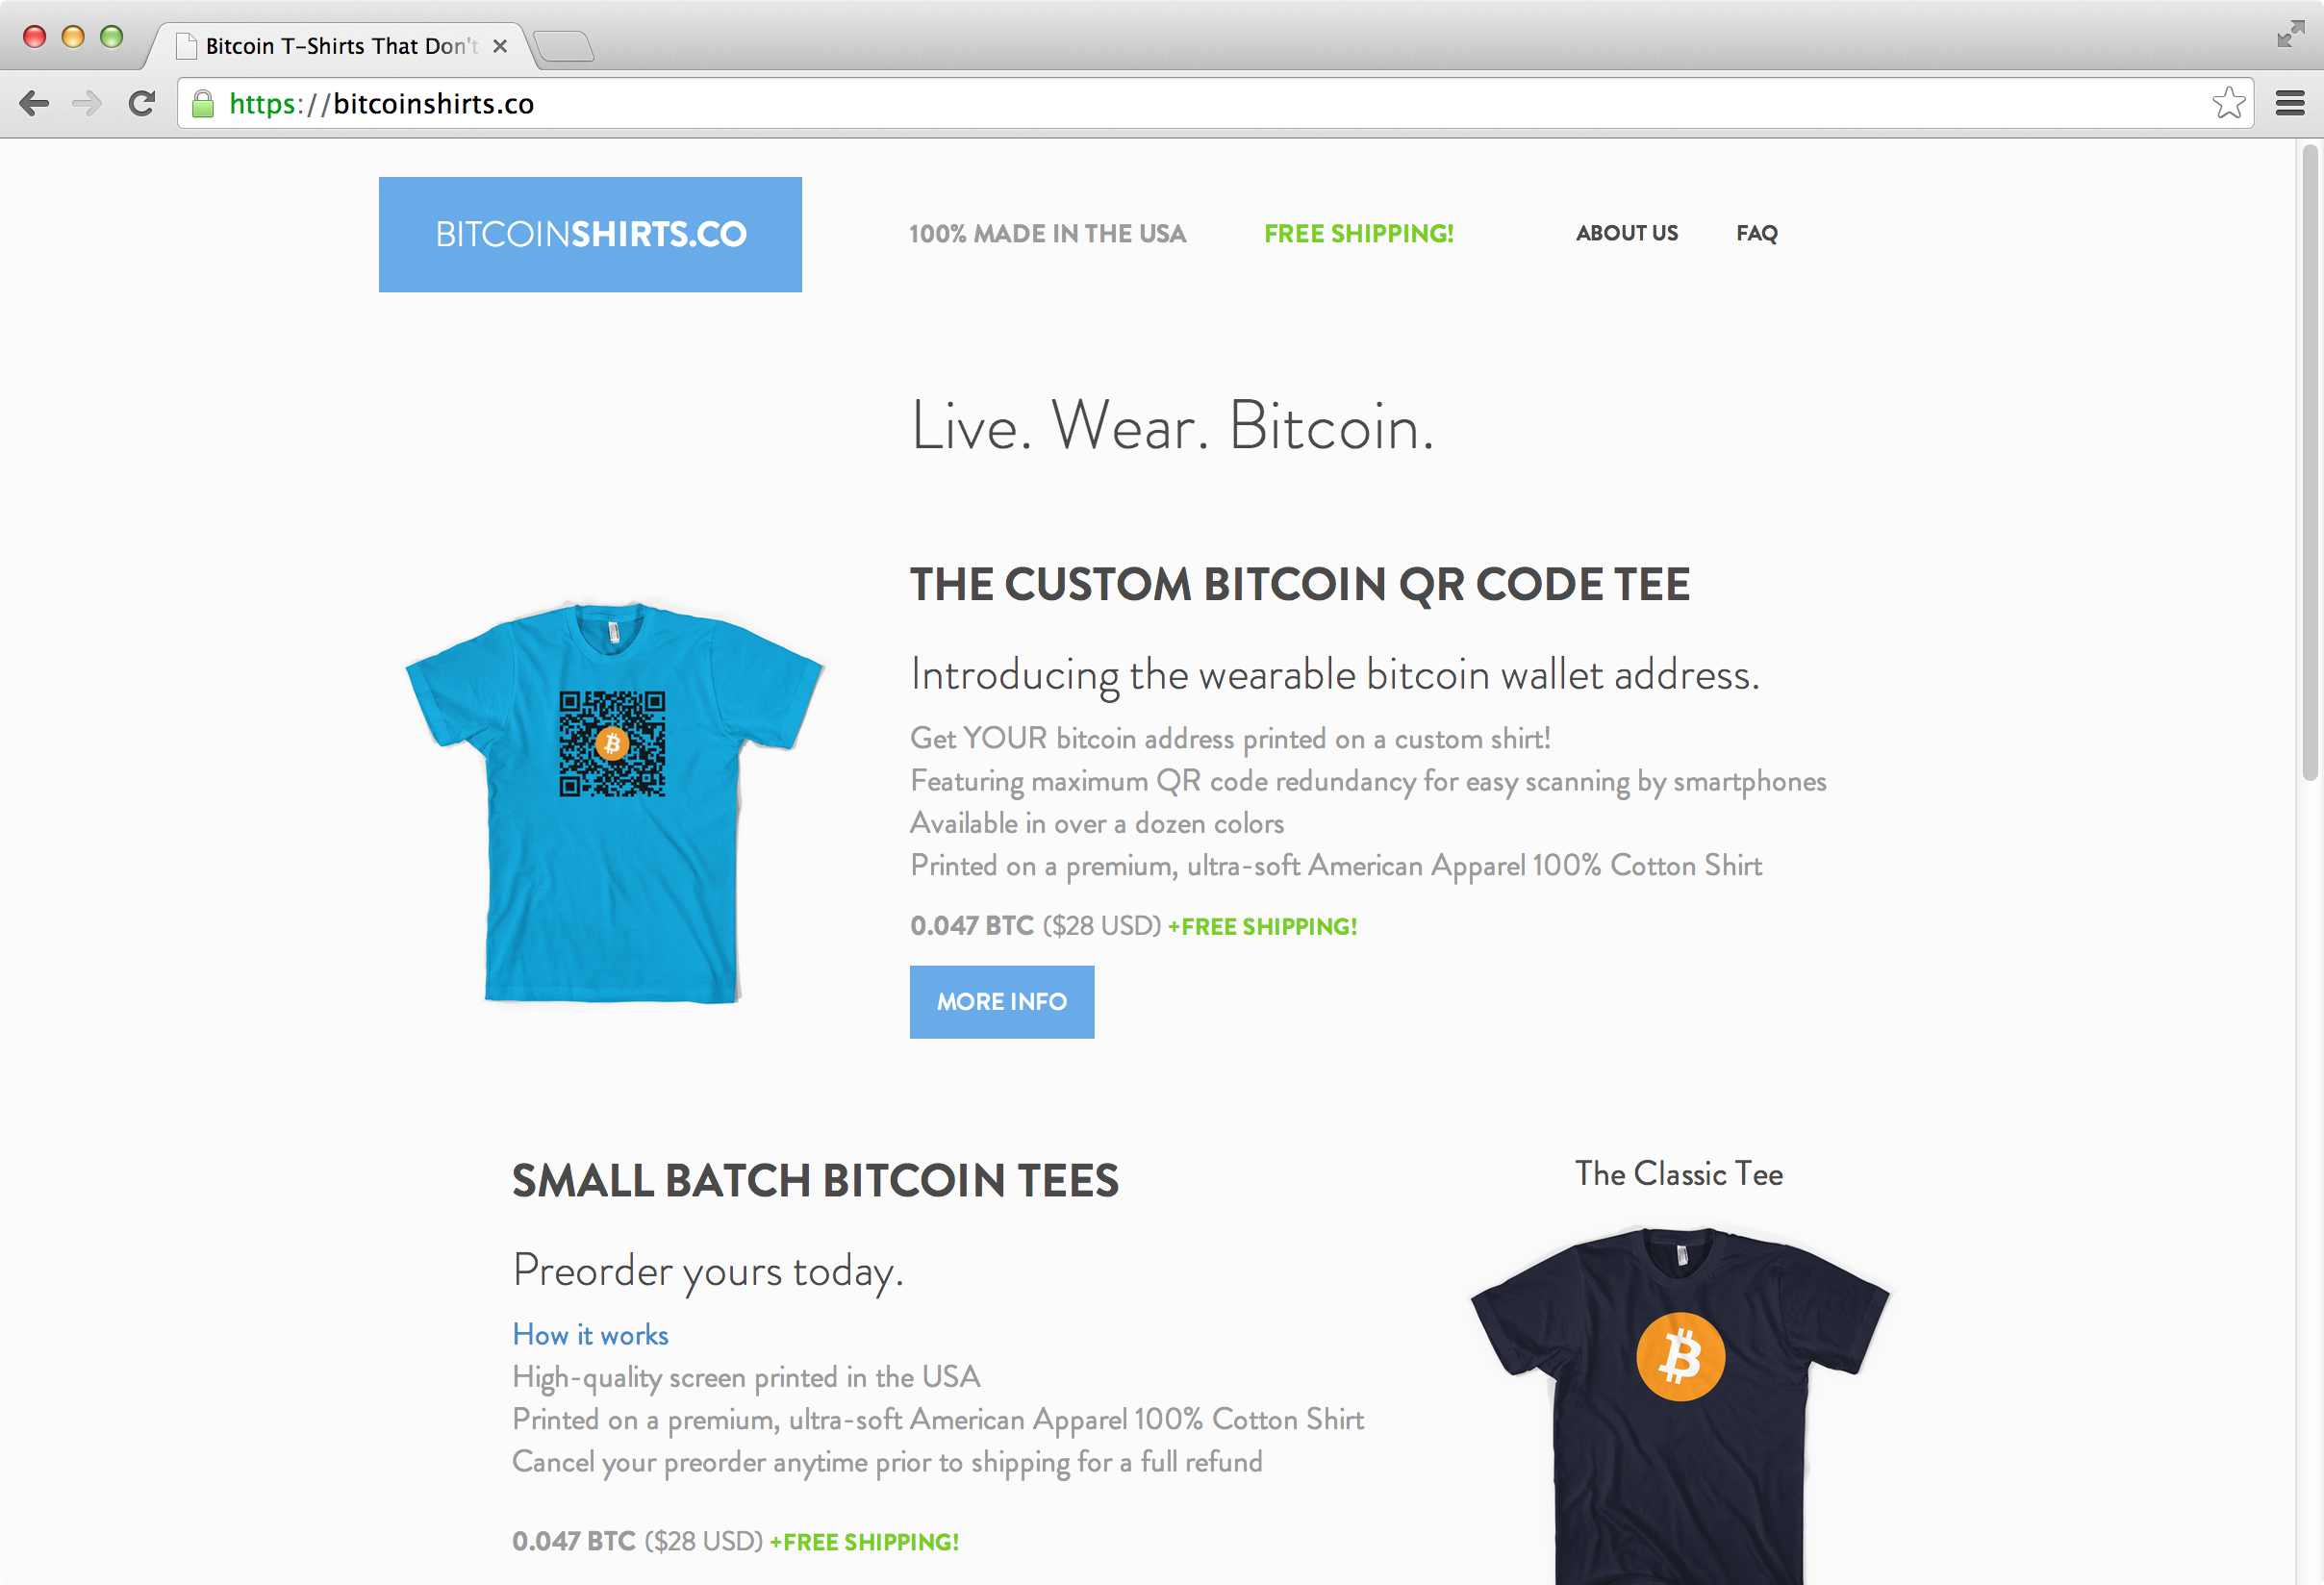 Bitcoin T-Shirts That Don't
https://bitcoinshirts.co
BITCOINSHIRTS.CO
100% MADE IN THE USA
FREE SHIPPING!
ABOUT US
FAQ
Live. Wear. Bitcoin.
THE CUSTOM BITCOIN QR CODE TEE
Introducing the wearable bitcoin wallet address.
Get YOUR bitcoin address printed on a custom shirt!
Featuring maximum QR code redundancy for easy scanning by smartphones
Available in over a dozen colors
Printed on a premium, ultra-soft American Apparel 100% Cotton Shirt
0.047 BTC ($28 USD) +FREE SHIPPING!
MORE INFO
SMALL BATCH BITCOIN TEES
Preorder yours today.
How it works
High-quality screen printed in the USA
Printed on a premium, ultra-soft American Apparel 100% Cotton Shirt
Cancel your preorder anytime prior to shipping for a full refund
0.047 BTC ($28 USD) +FREE SHIPPING!
The Classic Tee